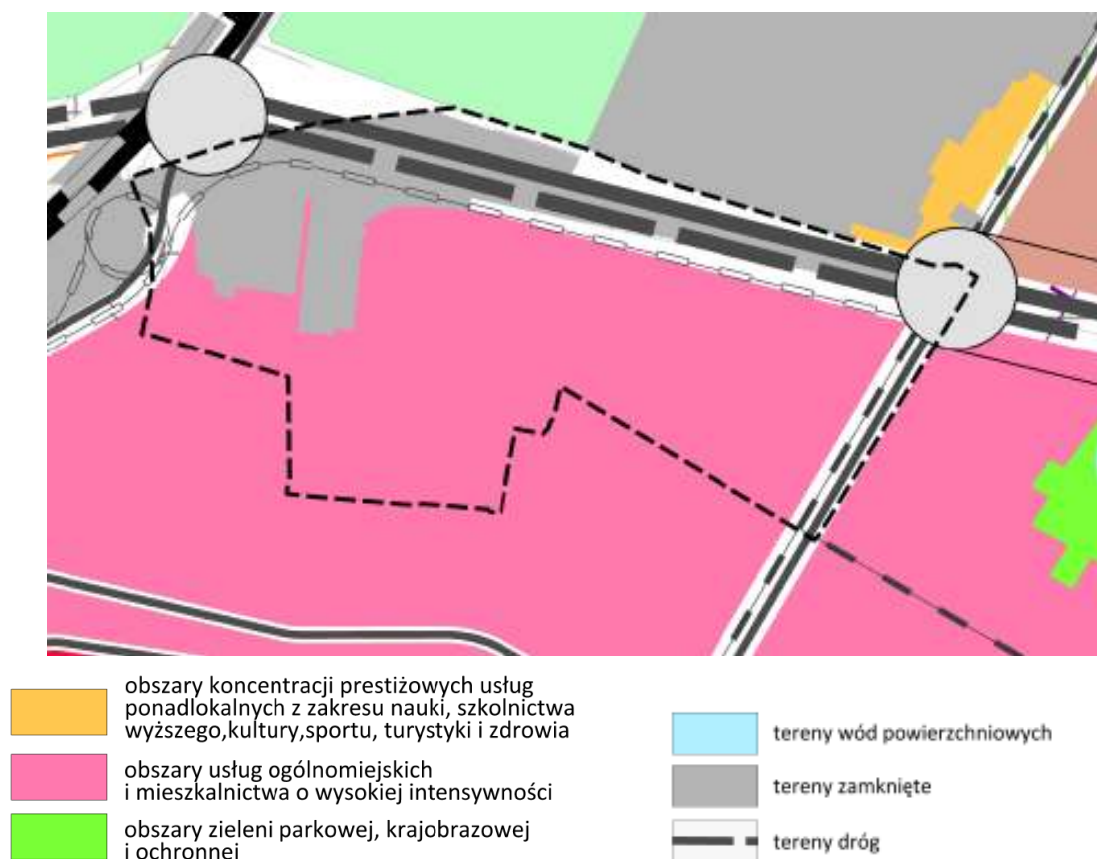 obszary koncentracji prestiżowych usług
ponadlokalnych z zakresu nauki, szkolnictwa
wyższego,kultury,sportu, turystyki i zdrowia
obszary usług ogólnomiejskich
i mieszkalnictwa o wysokiej intensywności
obszary zieleni parkowej, krajobrazowej
i ochronnej
tereny wód powierzchniowych
tereny zamknięte
tereny dróg